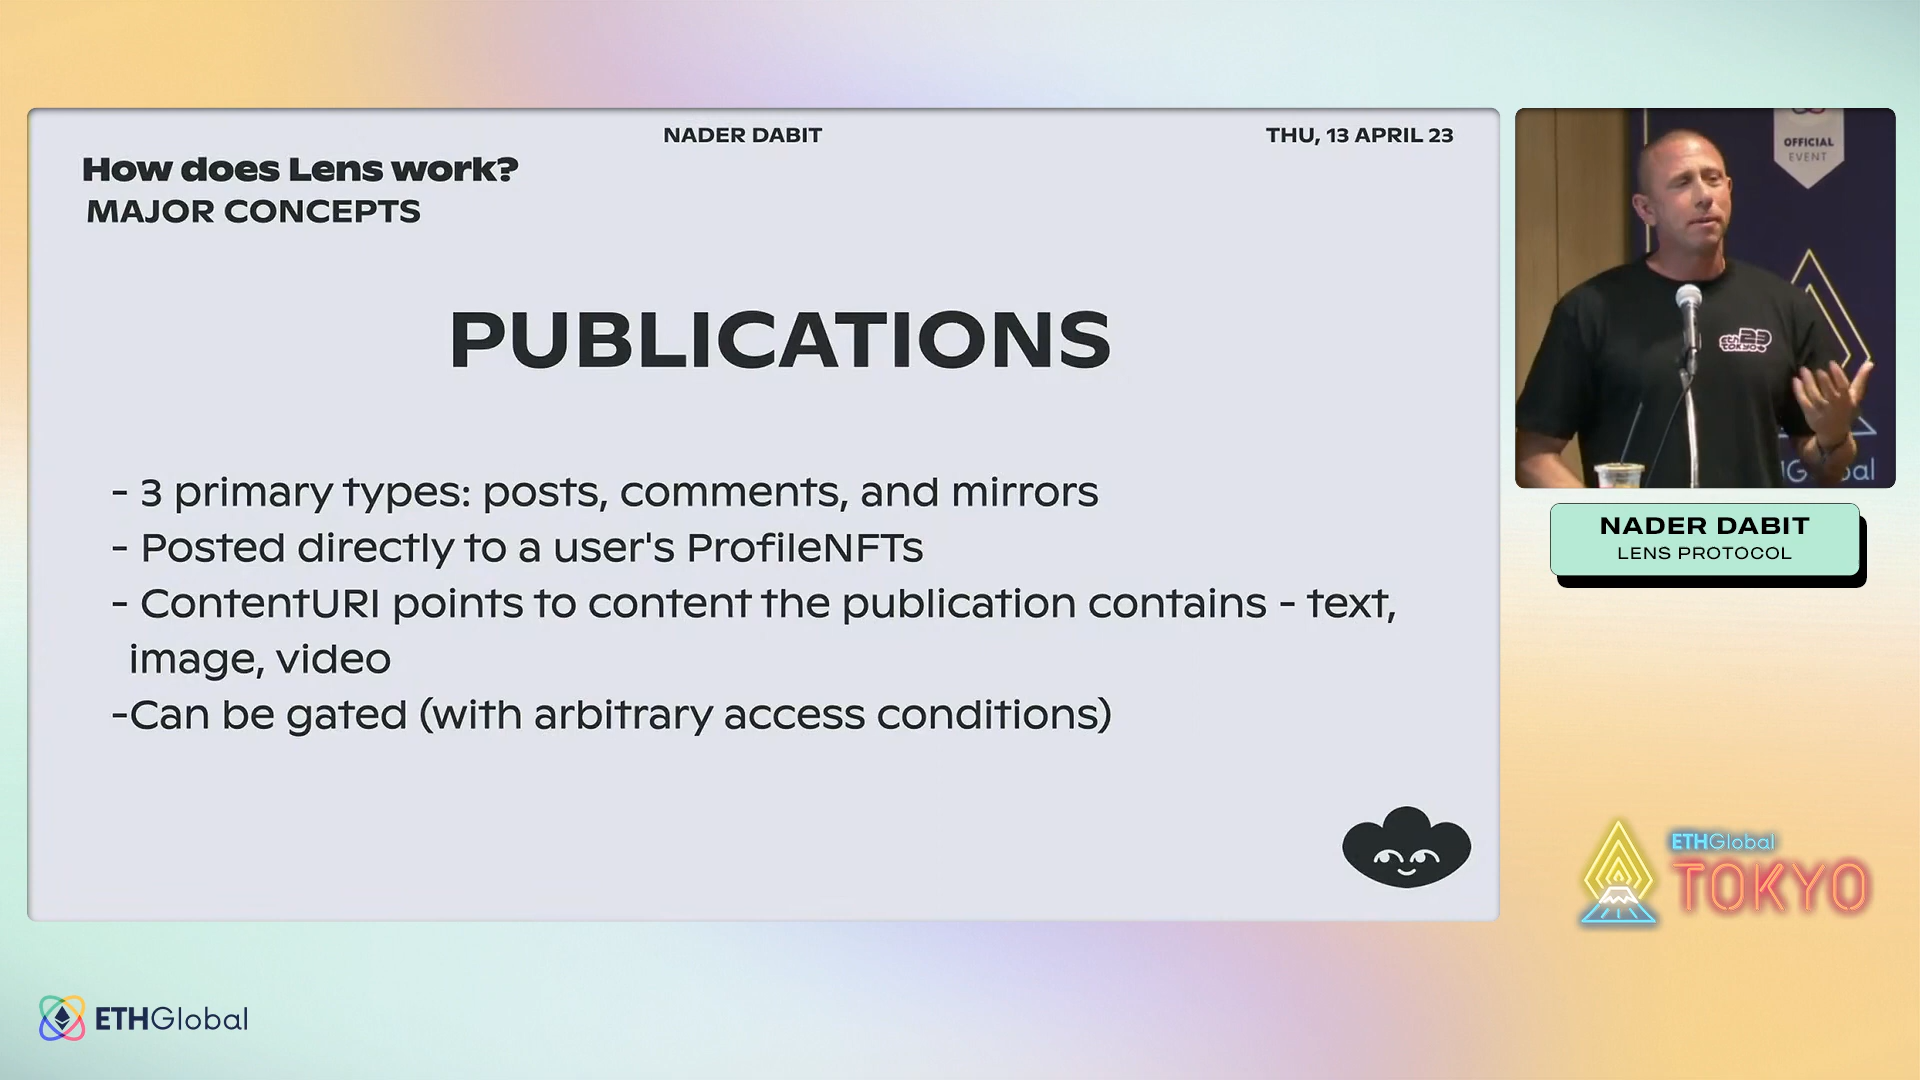 NADER DABIT
THU, 13 APRIL 23
How does Lens work?
MAJOR CONCEPTS
PUBLICATIONS
- 3 primary types: posts, comments, and mirrors
- Posted directly to a user's ProfileNFTs
- ContentURI points to content the publication contains - text,
image, video
-Can be gated (with arbitrary access conditions)
OFFICIAL
EVENT
eth23
tokyo
NADER DABIT
LENS PROTOCOL
ETHGlobal
TOKYO
ETHGlobal